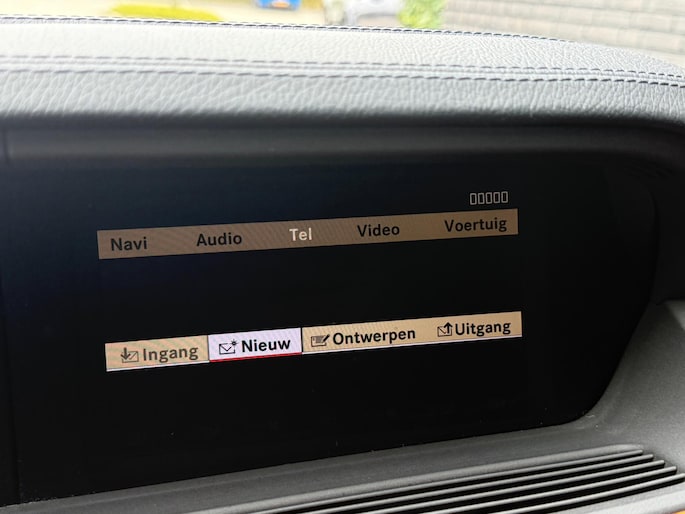 Navi Audio Tel Video Voertuig
Ingang Nieuw Ontwerpen Uitgang